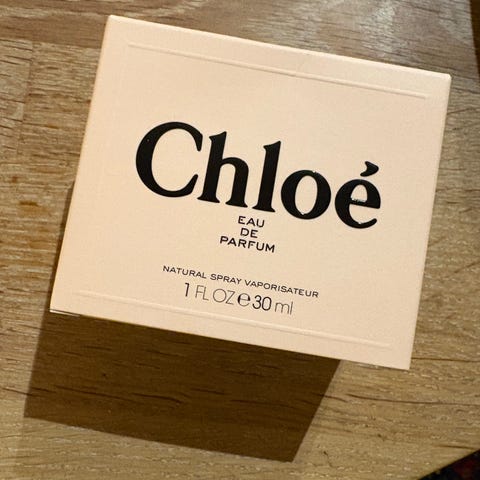 Chloé
EAU
DE
PARFUM
NATURAL SPRAY VAPORISATEUR
1 FL OZ ℮ 30 ml